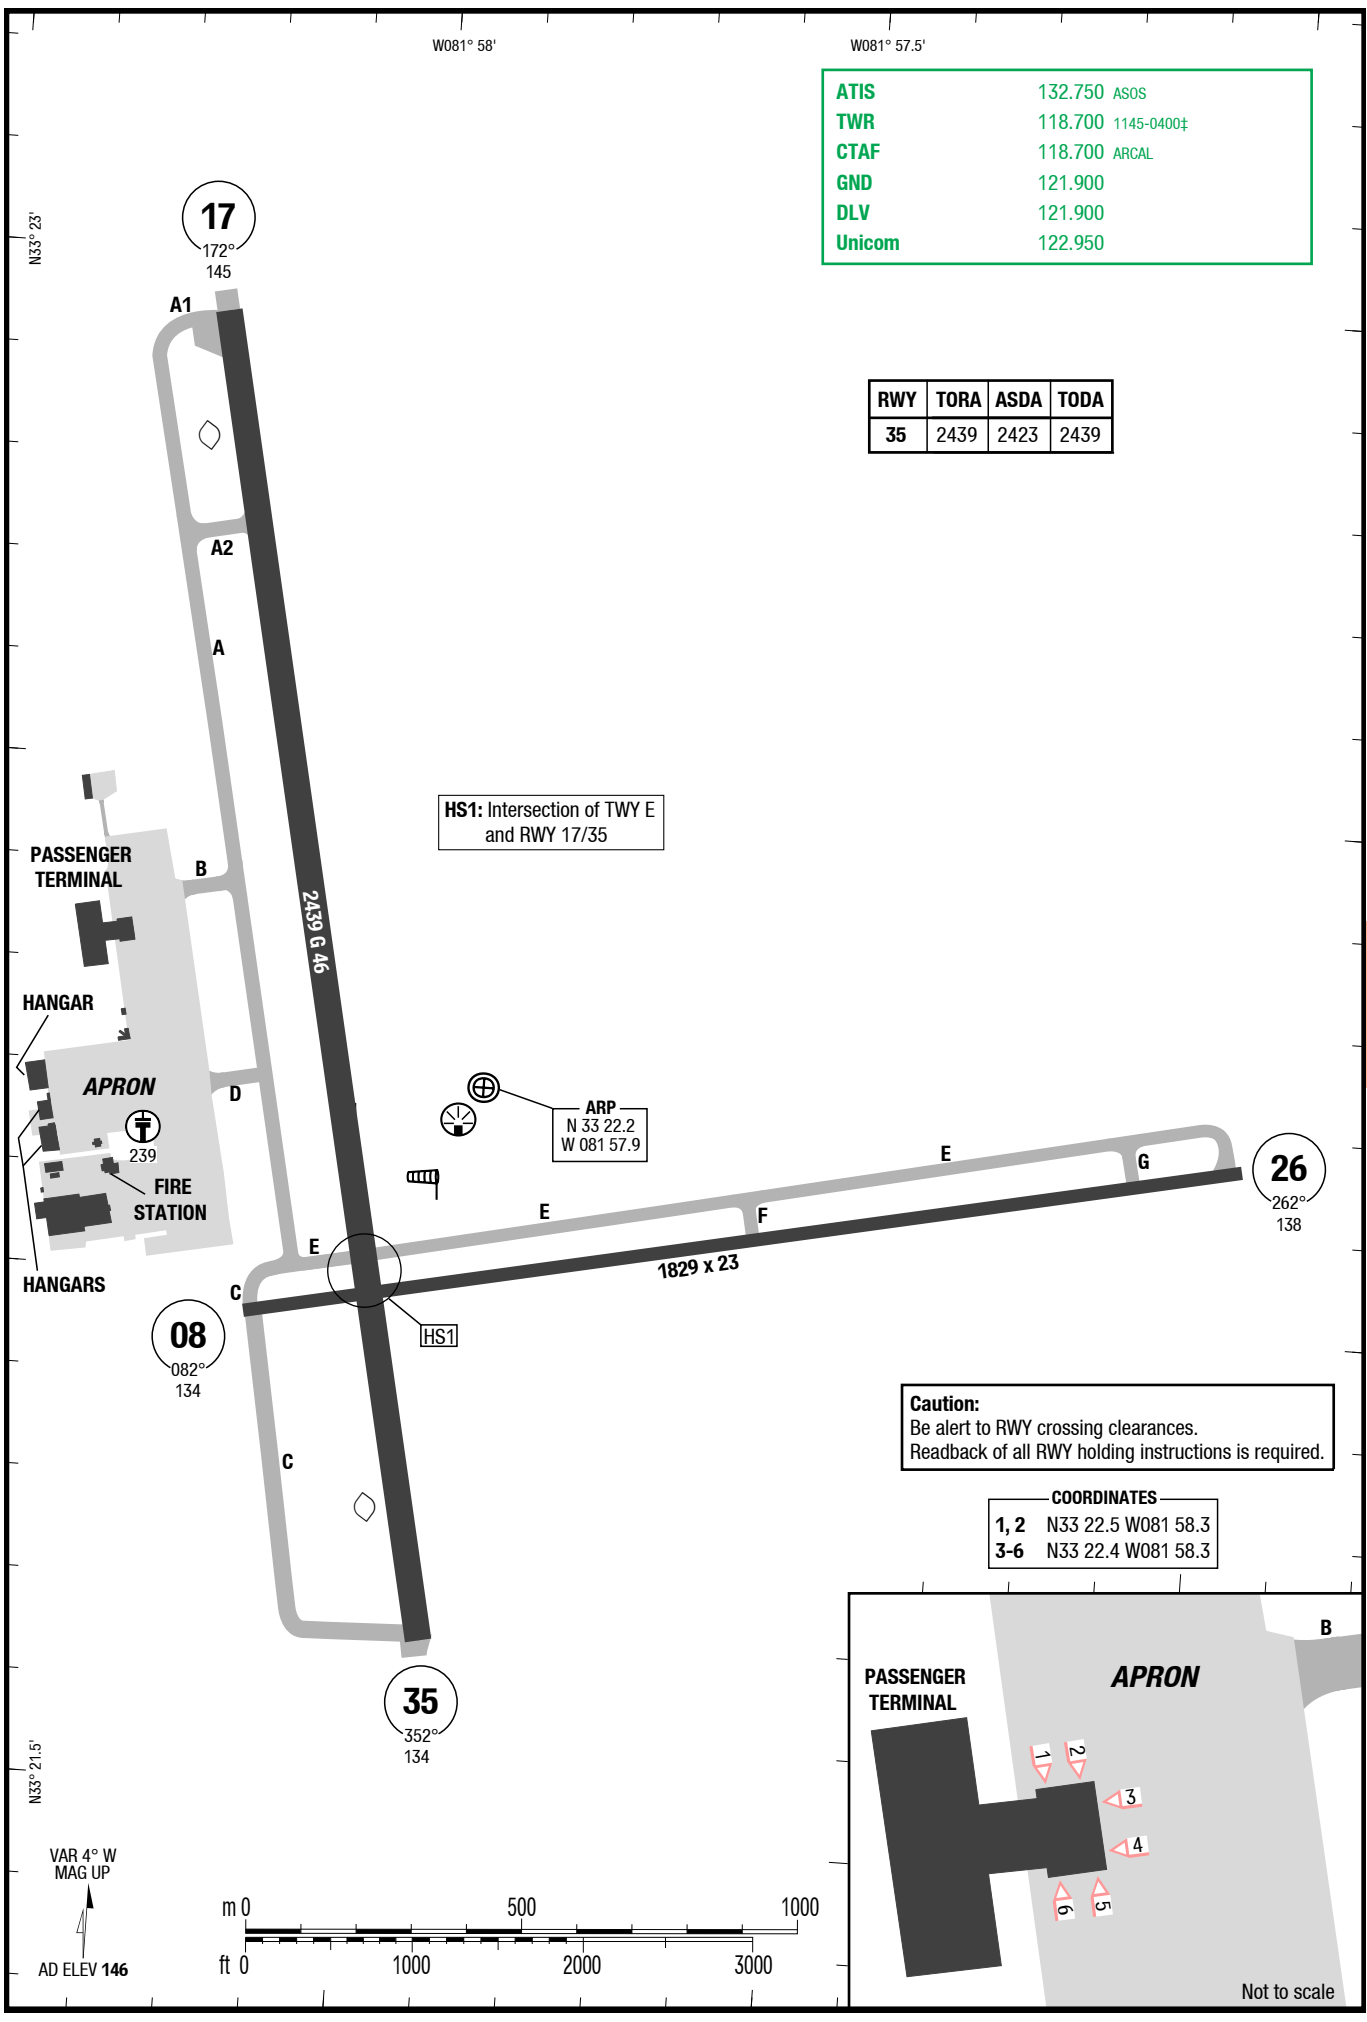 W081° 58'
W081° 57.5'
ATIS 132.750 ASOS
TWR 118.700 1145-0400‡
CTAF 118.700 ARCAL
GND 121.900
DLV 121.900
Unicom 122.950
N33° 23'
17
172°
145
A1
RWY TORA ASDA TODA
35 2439 2423 2439
A2
A
HS1: Intersection of TWY E
and RWY 17/35
PASSENGER
TERMINAL
B
2439 G 46
HANGAR
APRON
D
239
ARP
N 33 22.2
W 081 57.9
FIRE
STATION
E
G
26
262°
138
E
F
E
1829 x 23
HANGARS
C
08
082°
134
HS1
Caution:
Be alert to RWY crossing clearances.
Readback of all RWY holding instructions is required.
C
COORDINATES
1, 2 N33 22.5 W081 58.3
3-6 N33 22.4 W081 58.3
35
352°
134
N33° 21.5'
B
PASSENGER
TERMINAL
APRON
1
2
3
4
5
6
Not to scale
VAR 4° W
MAG UP
AD ELEV 146
m 0 500 1000
ft 0 1000 2000 3000